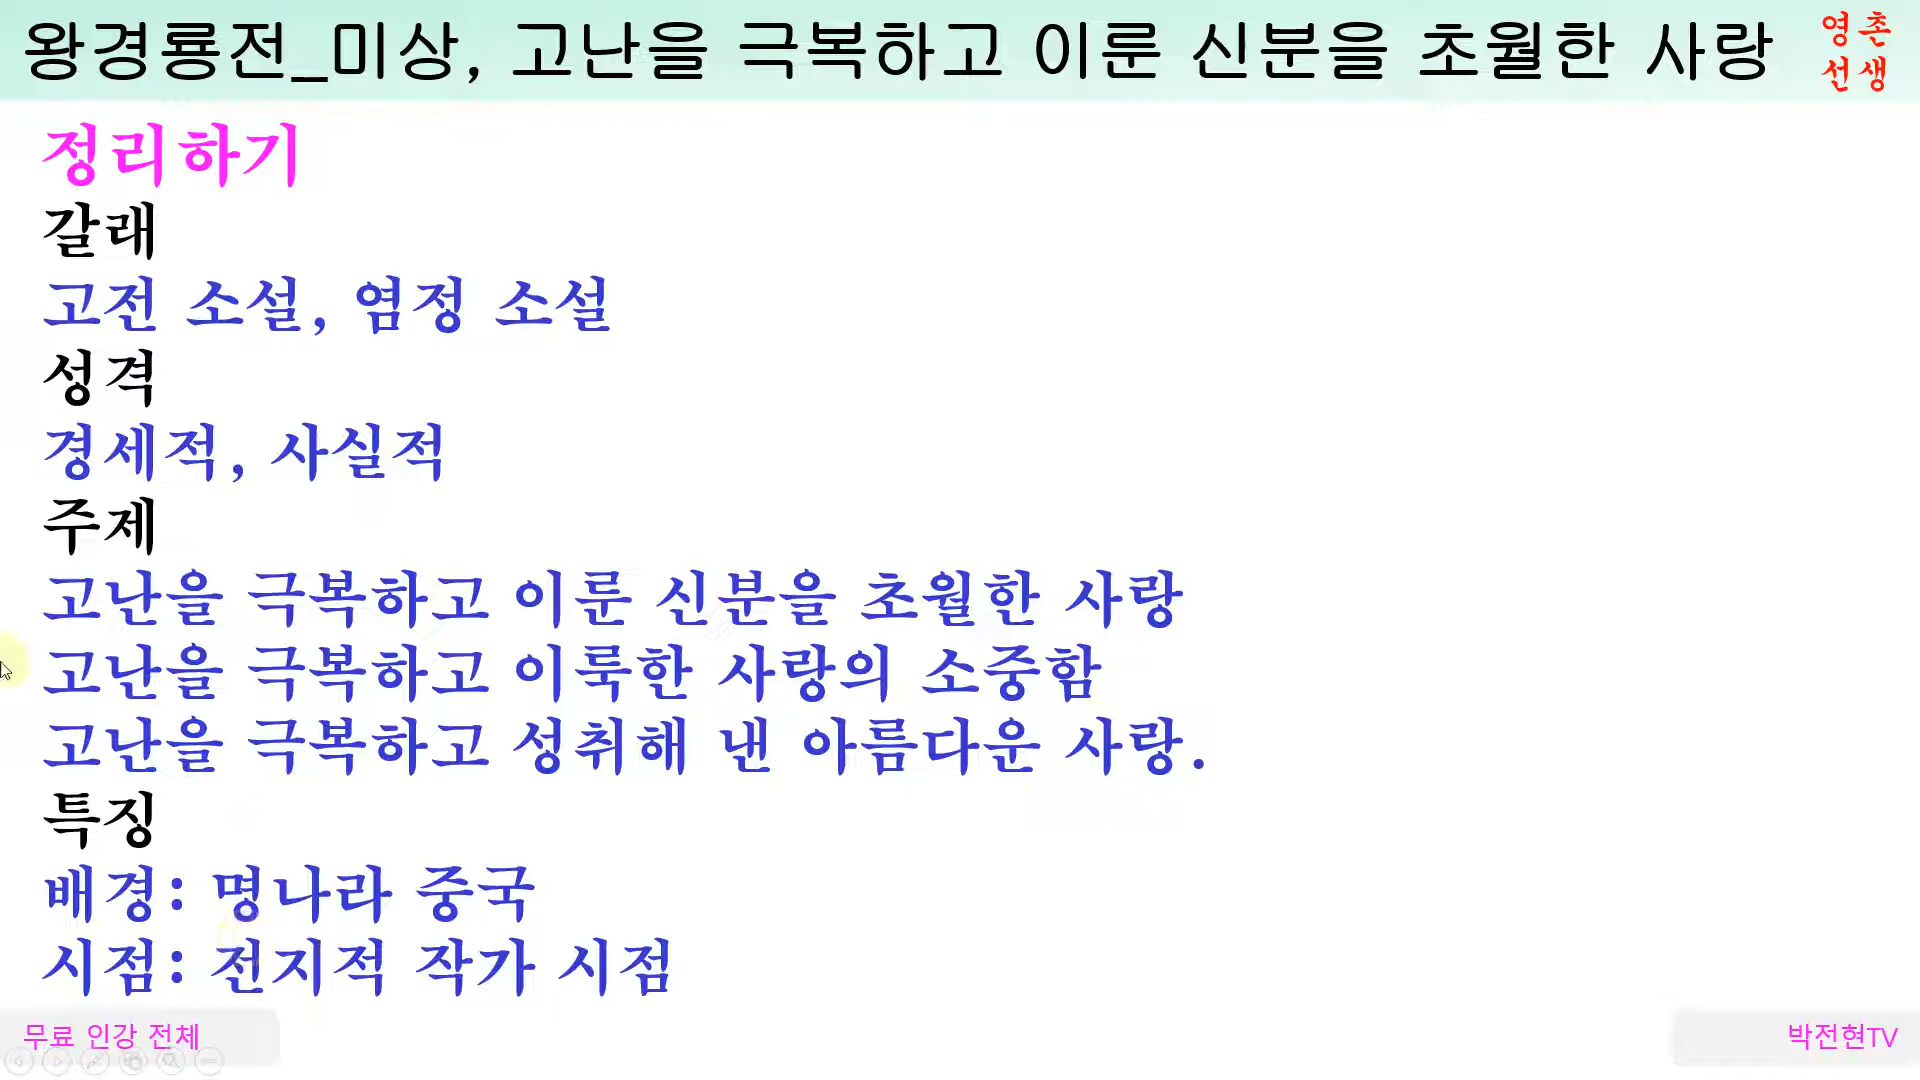 왕경룡전_미상, 고난을 극복하고 이룬 신분을 초월한 사랑
영촌
선생
정리하기
갈래
고전 소설, 염정 소설
성격
경세적, 사실적
주제
고난을 극복하고 이룬 신분을 초월한 사랑
고난을 극복하고 이룩한 사랑의 소중함
고난을 극복하고 성취해 낸 아름다운 사랑.
특징
배경: 명나라 중국
시점: 전지적 작가 시점
무료 인강 전체
박전현TV